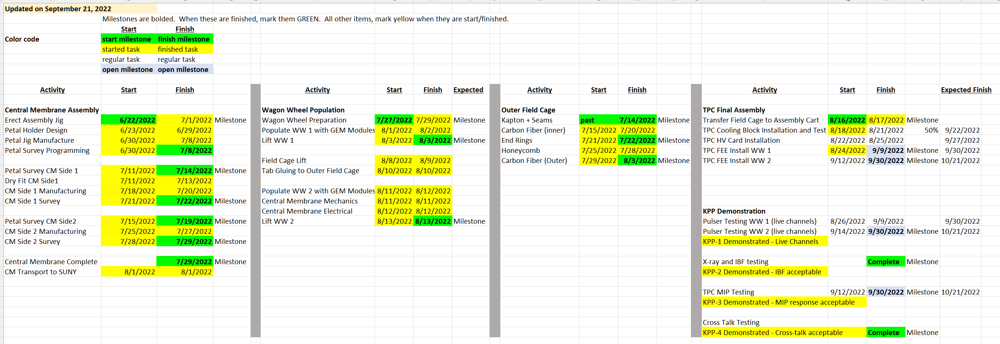 Updated on September 21, 2022
Milestones are bolded.  When these are finished, mark them GREEN.  All other items, mark yellow when they are start/finished.
Start Finish
Color code start milestone finish milestone
started task finished task
regular task regular task
open milestone open milestone
Activity Start Finish Activity Start Finish Expected Activity Start Finish Activity Start Finish Expected Finish
Central Membrane Assembly Wagon Wheel Population Outer Field Cage TPC Final Assembly
Erect Assembly Jig 6/22/2022 7/1/2022 Milestone Wagon Wheel Preparation 7/27/2022 7/29/2022 Milestone Kapton + Seams past 7/14/2022 Milestone Transfer Field Cage to Assembly Cart 8/16/2022 8/17/2022 Milestone
Petal Holder Design 6/23/2022 6/29/2022 Populate WW 1 with GEM Modules 8/1/2022 8/2/2022 Carbon Fiber (inner) 7/15/2022 7/20/2022 TPC Cooling Block Installation and Test 8/18/2022 8/21/2022 50% 9/22/2022
Petal Jig Manufacture 6/30/2022 7/8/2022 Lift WW 1 8/3/2022 8/3/2022 Milestone End Rings 7/21/2022 7/22/2022 Milestone TPC HV Card Installation 8/22/2022 8/25/2022 9/27/2022
Petal Survey Programming 6/30/2022 7/8/2022 Honeycomb 7/25/2022 7/28/2022 TPC FEE Install WW 1 8/24/2022 9/9/2022 Milestone 9/30/2022
Field Cage Lift 8/8/2022 8/9/2022 Carbon Fiber (Outer) 7/29/2022 8/3/2022 Milestone TPC FEE Install WW 2 9/12/2022 9/30/2022 Milestone 10/21/2022
Petal Survey CM Side 1 7/11/2022 7/14/2022 Milestone Tab Gluing to Outer Field Cage 8/10/2022 8/10/2022
Dry Fit CM Side1 7/11/2022 7/13/2022
CM Side 1 Manufacturing 7/18/2022 7/20/2022 Populate WW 2 with GEM Modules 8/11/2022 8/12/2022
CM Side 1 Survey 7/21/2022 7/22/2022 Milestone Central Membrane Mechanics 8/11/2022 8/11/2022
Central Membrane Electrical 8/12/2022 8/12/2022 KPP Demonstration
Petal Survey CM Side2 7/15/2022 7/19/2022 Milestone Lift WW 2 8/13/2022 8/13/2022 Milestone Pulser Testing WW 1 (live channels) 8/26/2022 9/9/2022 9/30/2022
CM Side 2 Manufacturing 7/25/2022 7/27/2022 Pulser Testing WW 2 (live channels) 9/14/2022 9/30/2022 Milestone 10/21/2022
CM Side 2 Survey 7/28/2022 7/29/2022 Milestone KPP-1 Demonstrated - Live Channels
Central Membrane Complete 7/29/2022 Milestone X-ray and IBF testing Complete Milestone
CM Transport to SUNY 8/1/2022 8/1/2022 KPP-2 Demonstrated - IBF acceptable
TPC MIP Testing 9/12/2022 9/30/2022 Milestone 10/21/2022
KPP-3 Demonstrated - MIP response acceptable
Cross Talk Testing
KPP-4 Demonstrated - Cross-talk acceptable Complete Milestone